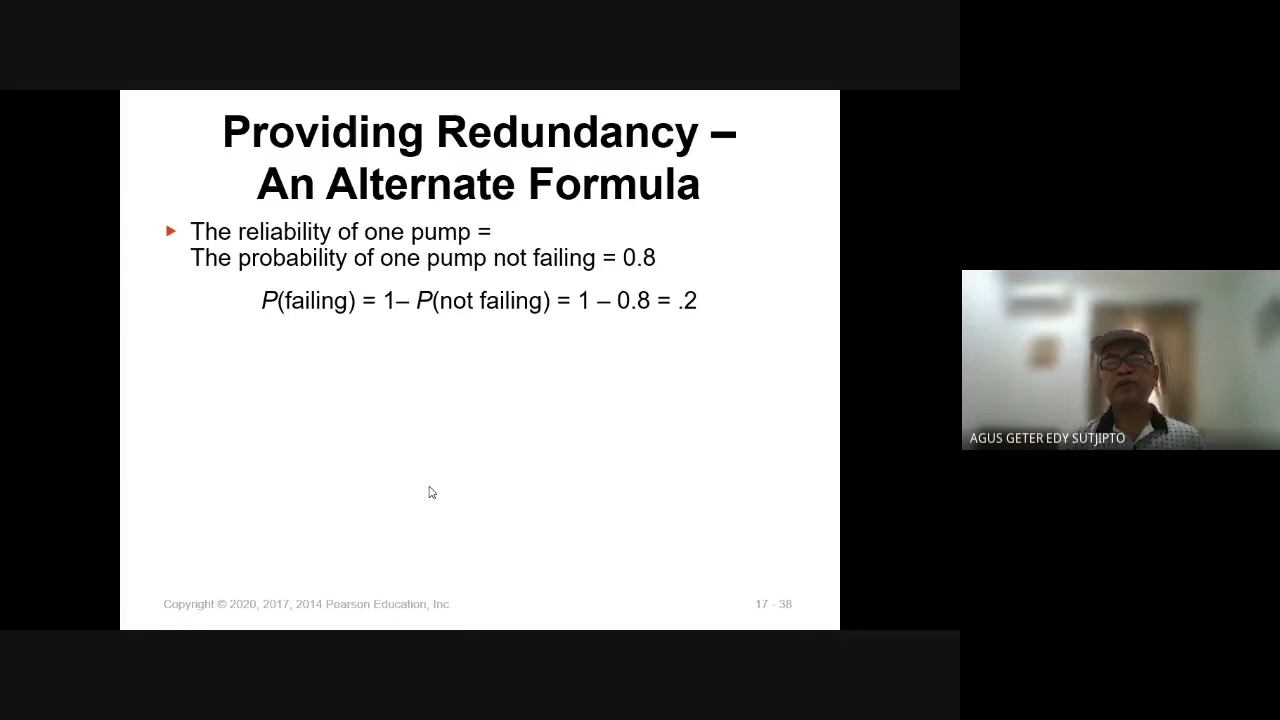 Providing Redundancy –
An Alternate Formula
The reliability of one pump =
The probability of one pump not failing = 0.8
P(failing) = 1– P(not failing) = 1 – 0.8 = .2
Copyright © 2020, 2017, 2014 Pearson Education, Inc.
17 - 38
AGUS GETER EDY SUTJIPTO